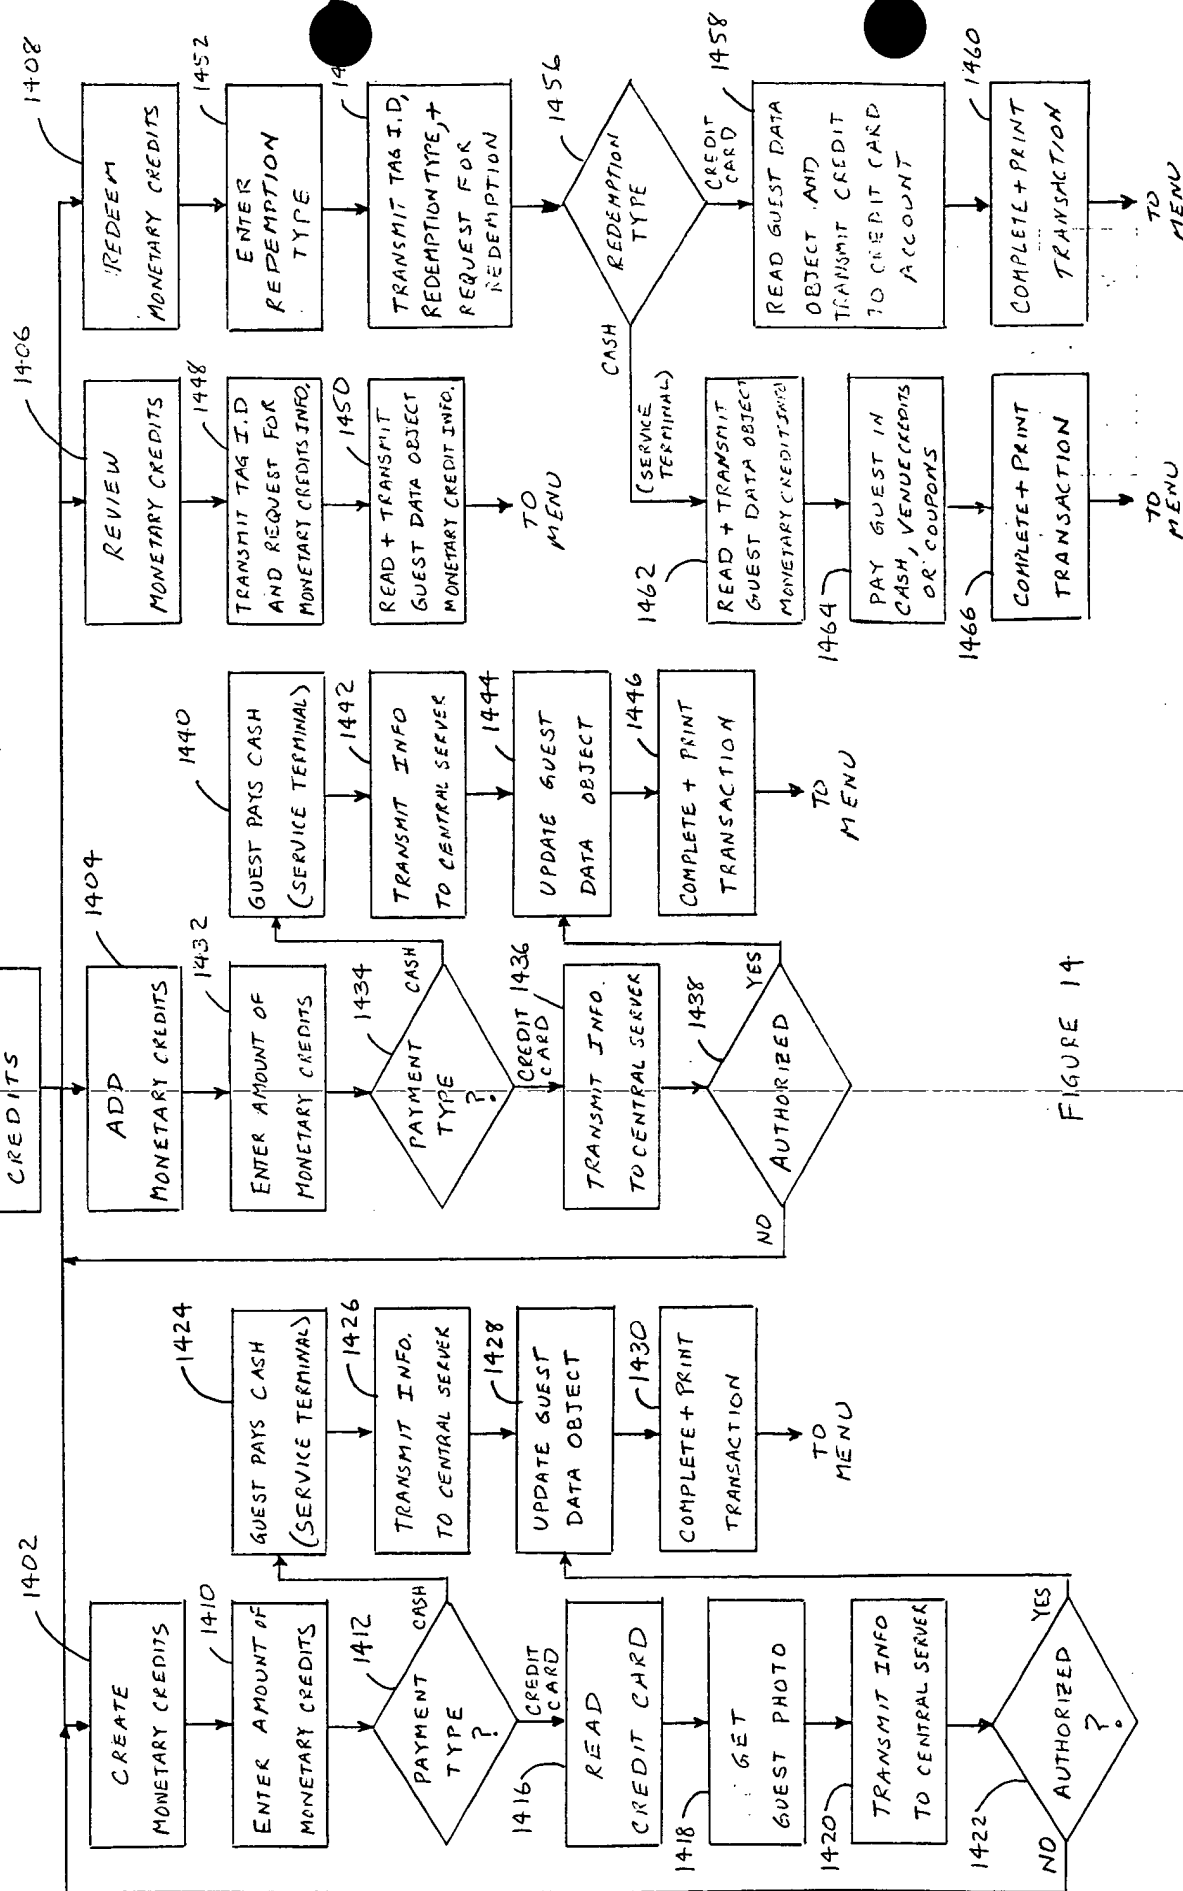 CREDITS
1402
CREATE
MONETARY CREDITS
1410
ENTER AMOUNT OF
MONETARY CREDITS
1412
PAYMENT
TYPE
?
CASH
CREDIT
CARD
1416
READ
CREDIT CARD
1418
GET
GUEST PHOTO
1420
TRANSMIT INFO
TO CENTRAL SERVER
1422
AUTHORIZED
?
NO
YES
1424
GUEST PAYS CASH
(SERVICE TERMINAL)
1426
TRANSMIT INFO.
TO CENTRAL SERVER
1428
UPDATE GUEST
DATA OBJECT
1430
COMPLETE + PRINT
TRANSACTION
TO
MENU
1404
ADD
MONETARY CREDITS
1432
ENTER AMOUNT OF
MONETARY CREDITS
1434
PAYMENT
TYPE
?
CASH
CREDIT
CARD
1436
TRANSMIT INFO.
TO CENTRAL SERVER
1438
AUTHORIZED
NO
YES
1440
GUEST PAYS CASH
(SERVICE TERMINAL)
1442
TRANSMIT INFO
TO CENTRAL SERVER
1444
UPDATE GUEST
DATA OBJECT
1446
COMPLETE + PRINT
TRANSACTION
TO
MENU
1406
REVIEW
MONETARY CREDITS
1448
TRANSMIT TAG I.D
AND REQUEST FOR
MONETARY CREDITS INFO.
1450
READ + TRANSMIT
GUEST DATA OBJECT
MONETARY CREDIT INFO.
TO
MENU
1408
REDEEM
MONETARY CREDITS
1452
ENTER
REDEMPTION
TYPE
TRANSMIT TAG I.D,
REDEMPTION TYPE, +
REQUEST FOR
REDEMPTION
1456
REDEMPTION
TYPE
CASH
(SERVICE
TERMINAL)
CREDIT
CARD
1458
READ GUEST DATA
OBJECT AND
TRANSMIT CREDIT
TO CREDIT CARD
ACCOUNT
1460
COMPLETE + PRINT
TRANSACTION
TO
MENU
1462
READ + TRANSMIT
GUEST DATA OBJECT
MONETARY CREDIT INFO
1464
PAY GUEST IN
CASH, VENUE CREDITS
OR COUPONS
1466
COMPLETE + PRINT
TRANSACTION
TO
MENU
FIGURE 14